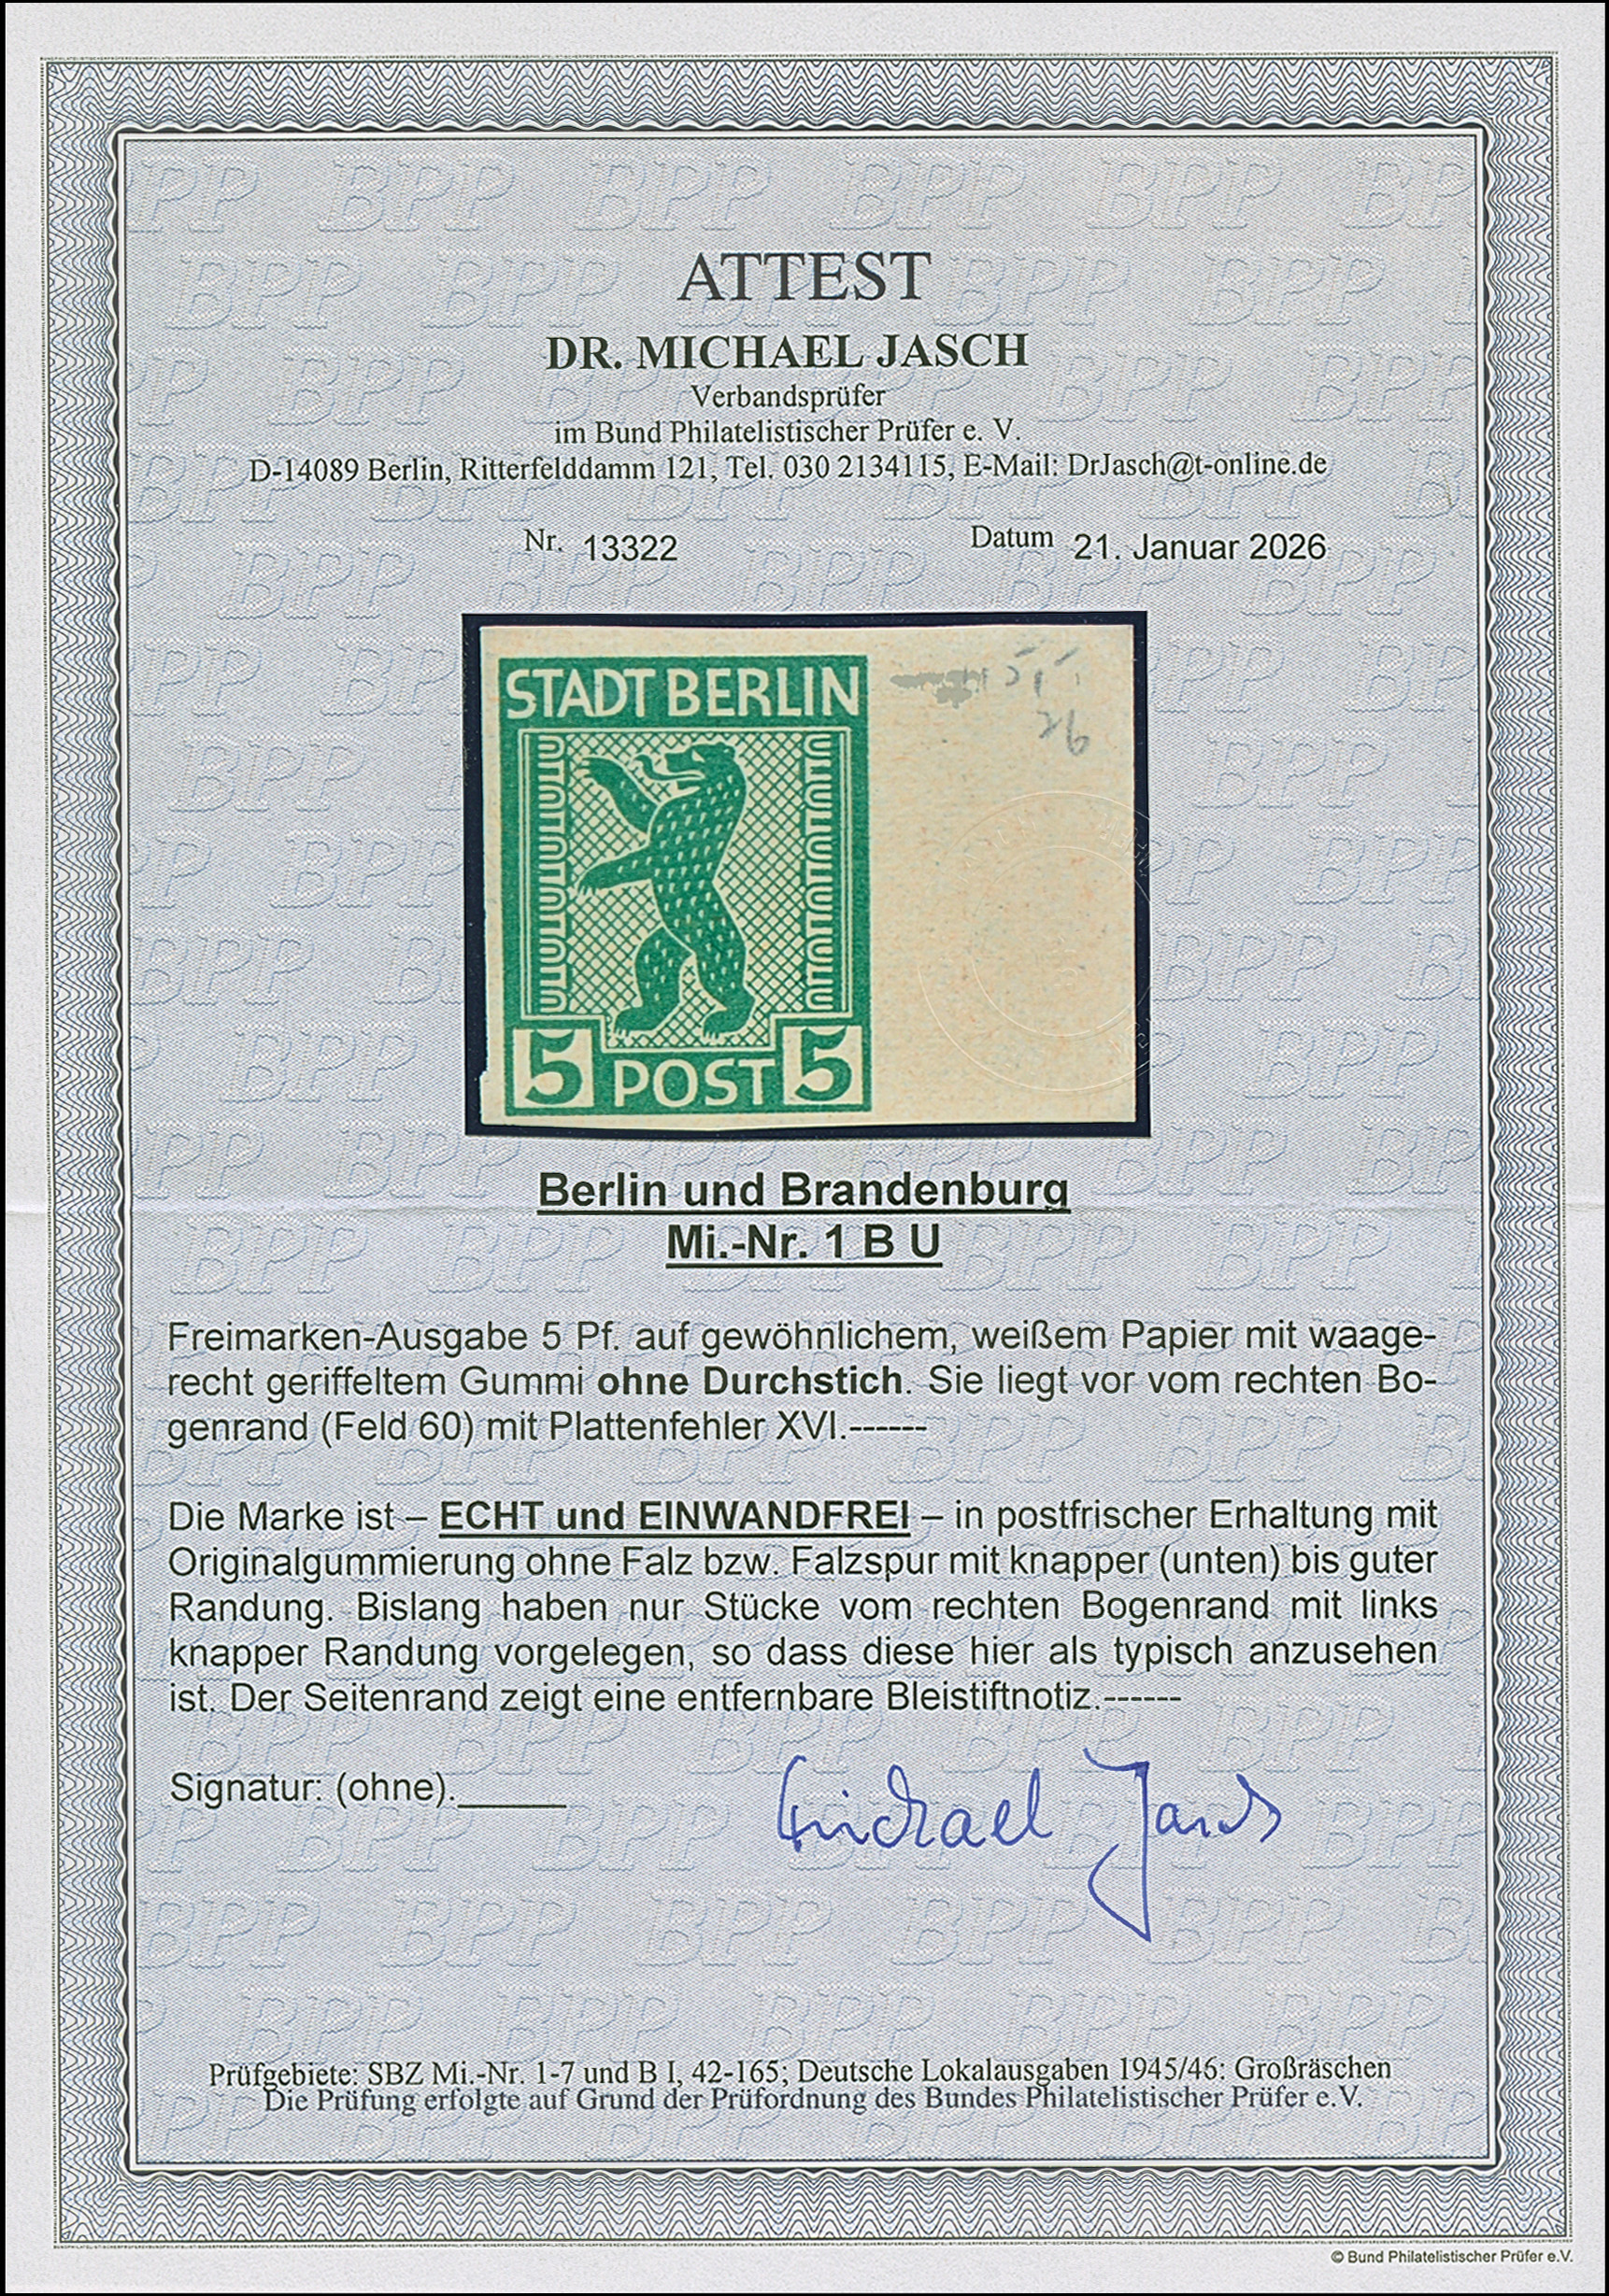 ATTEST
DR. MICHAEL JASCH
Verbandsprüfer
im Bund Philatelistischer Prüfer e. V.
D-14089 Berlin, Ritterfelddamm 121, Tel. 030 2134115, E-Mail: DrJasch@t-online.de
Nr. 13322 Datum 21. Januar 2026
STADT BERLIN
26
5 POST 5
Berlin und Brandenburg
Mi.-Nr. 1 B U
Freimarken-Ausgabe 5 Pf. auf gewöhnlichem, weißem Papier mit waage-
recht geriffeltem Gummi ohne Durchstich. Sie liegt vor vom rechten Bo-
genrand (Feld 60) mit Plattenfehler XVI.------
Die Marke ist – ECHT und EINWANDFREI – in postfrischer Erhaltung mit
Originalgummierung ohne Falz bzw. Falzspur mit knapper (unten) bis guter
Randung. Bislang haben nur Stücke vom rechten Bogenrand mit links
knapper Randung vorgelegen, so dass diese hier als typisch anzusehen
ist. Der Seitenrand zeigt eine entfernbare Bleistiftnotiz.------
Signatur: (ohne).______
Michael Jasch
Prüfgebiete: SBZ Mi.-Nr. 1-7 und B I, 42-165; Deutsche Lokalausgaben 1945/46: Großräschen
Die Prüfung erfolgte auf Grund der Prüfordnung des Bundes Philatelistischer Prüfer e.V.
© Bund Philatelistischer Prüfer e.V.